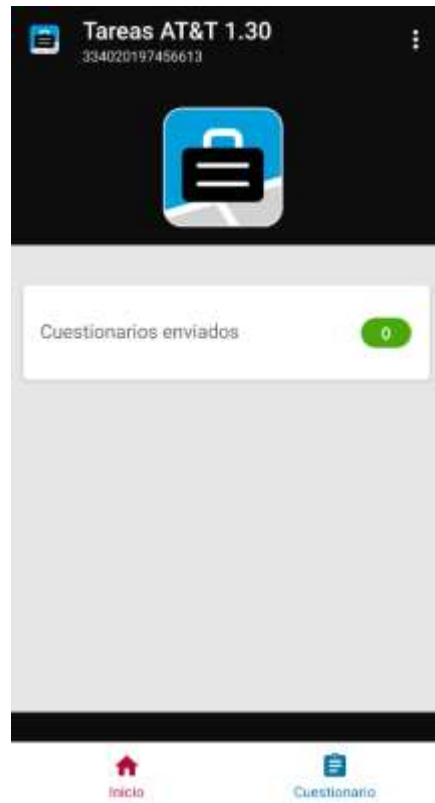 Tareas AT&T 1.30
334020197456613
Cuestionarios enviados
0
Inicio
Cuestionario